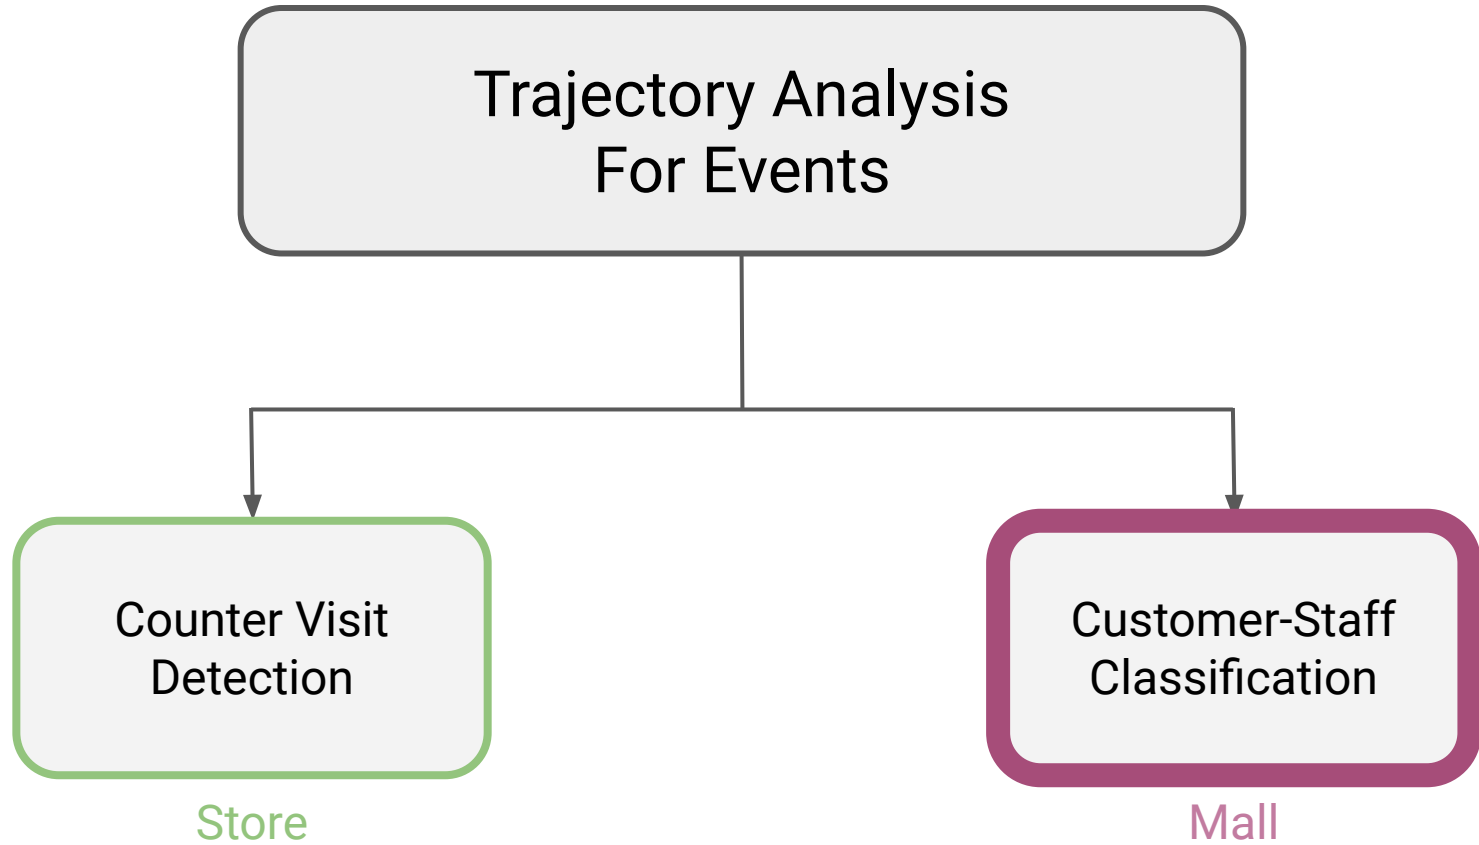 Trajectory Analysis
For Events
Counter Visit
Detection
Customer-Staff
Classification
Store
Mall